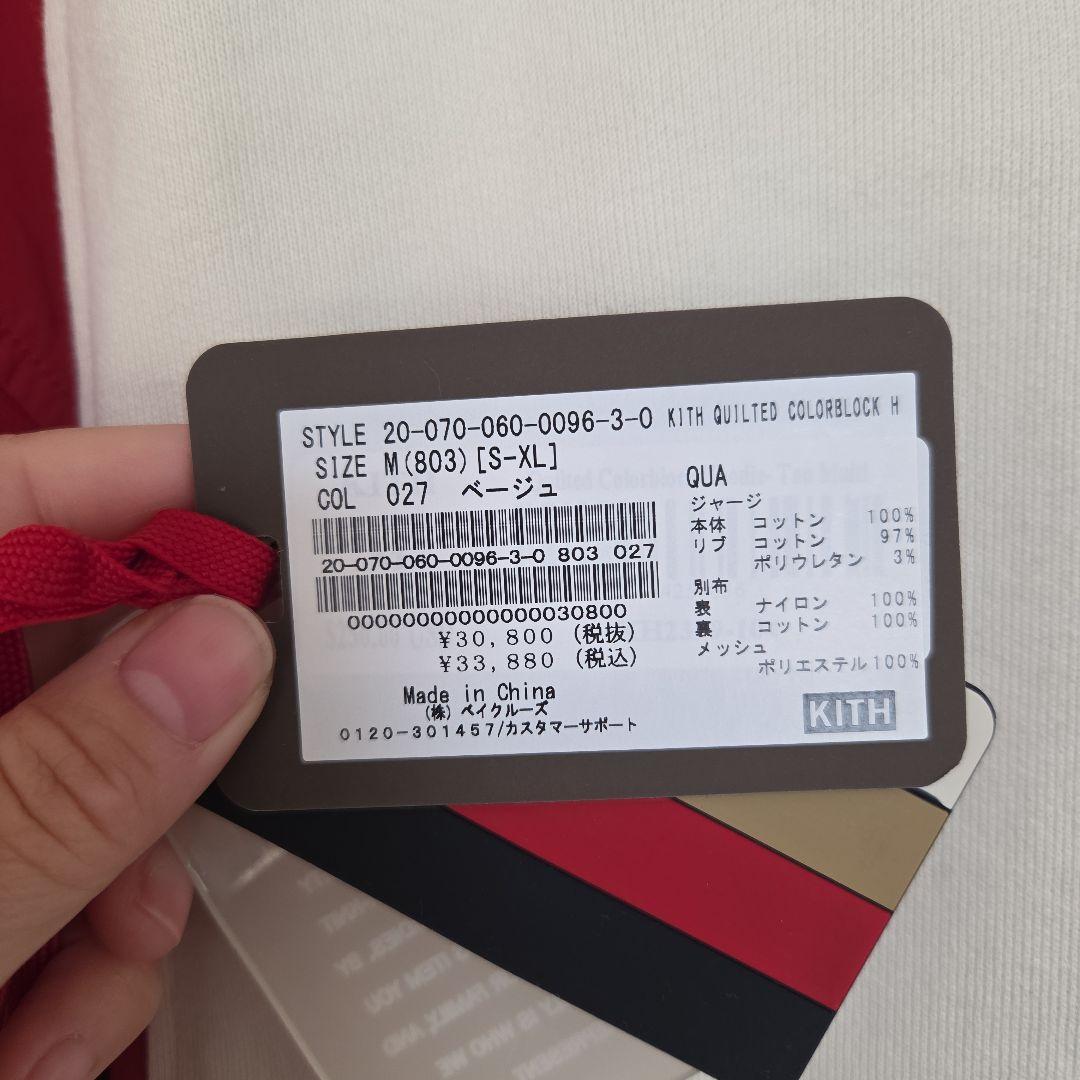 STYLE 20-070-060-0096-3-0 KITH QUILTED COLORBLOCK H
SIZE M(803)[S-XL]
COL 027 ベージュ
20-070-060-0096-3-0 803 027
000000000000000030800
¥30,800 (税抜)
¥33,880 (税込)
Made in China
(株) ベイクルーズ
0120-301457/カスタマーサポート
QUA
ジャージ
本体 コットン 100%
リブ コットン 97%
ポリウレタン 3%
別布
表 ナイロン 100%
裏 コットン 100%
メッシュ
ポリエステル100%
KITH